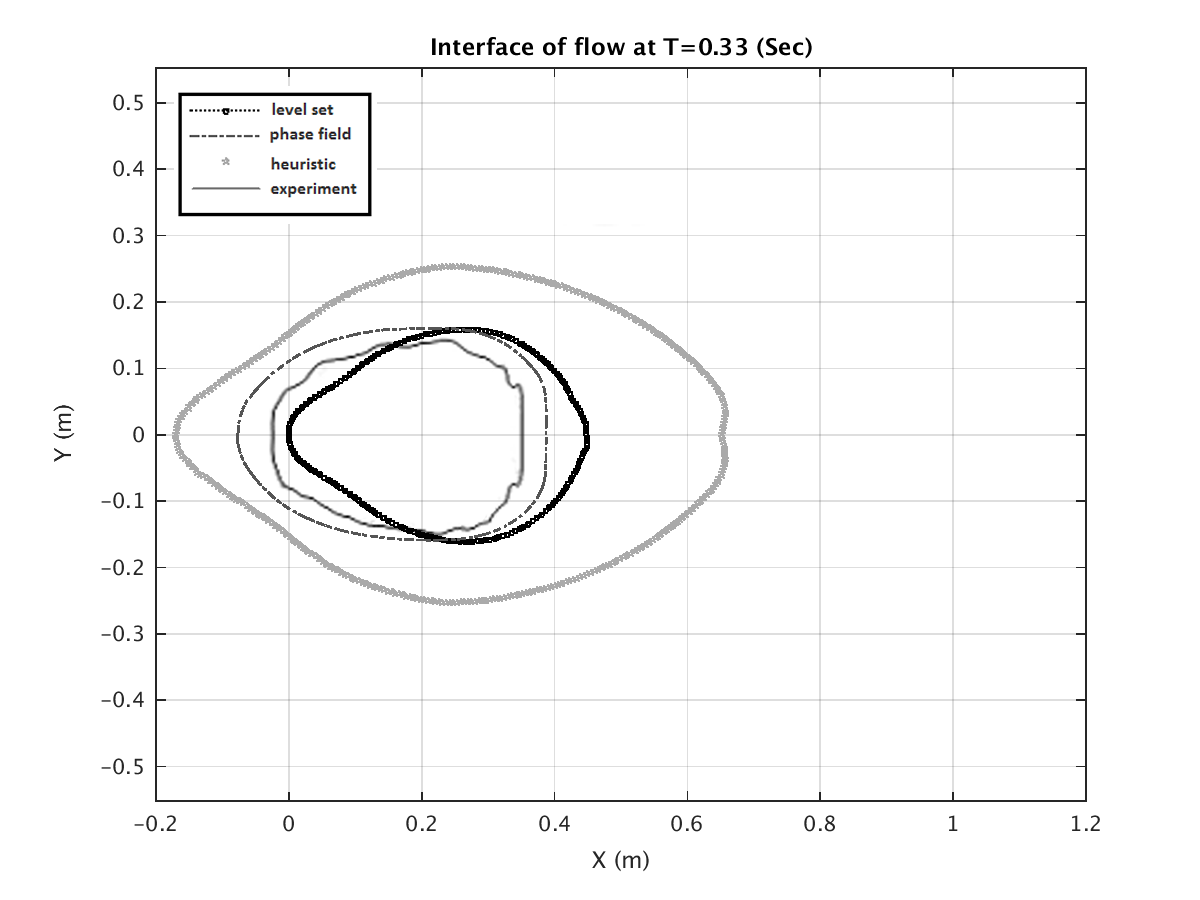 Interface of flow at T=0.33 (Sec)
level set
phase field
heuristic
experiment
0.5
0.4
0.3
0.2
0.1
0
-0.1
-0.2
-0.3
-0.4
-0.5
Y (m)
-0.2 0 0.2 0.4 0.6 0.8 1 1.2
X (m)